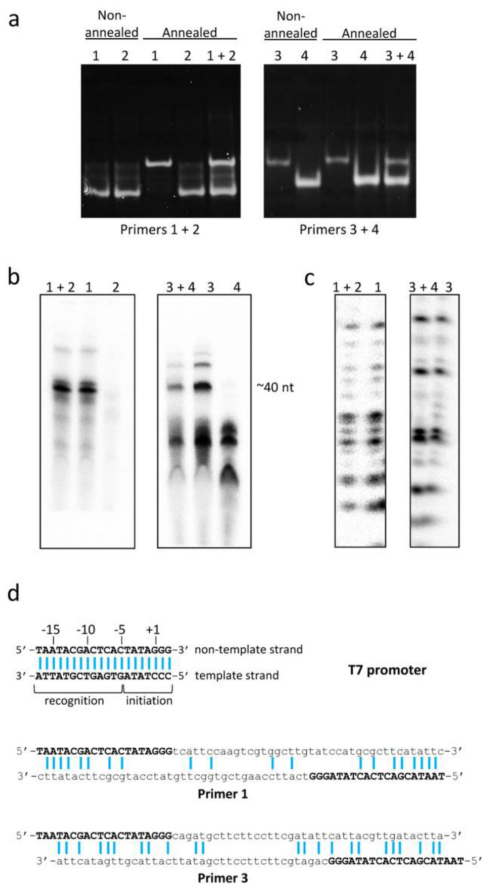 a
Non-
annealed
Annealed
1 2 1 2 1 + 2
Non-
annealed
Annealed
3 4 3 4 3 + 4
Primers 1 + 2
Primers 3 + 4
b
1 + 2 1 2
3 + 4 3 4
~40 nt
c
1 + 2 1
3 + 4 3
d
-15 -10 -5 +1
5’ -TAATACGACTCACTATAGGG-3’ non-template strand
3’ -ATTATGCTGAGTGATATCCC-3’ template strand
recognition initiation
T7 promoter
5’ -TAATACGACTCACTATAGGGtcattccaagtcgtggcttgtatccatgcgcttcatattc-3’
3’ -cttatacttcgcgtacctatgttcggtgctgaaccttactGGGATATCACTCAGCATAAT-5’
Primer 1
5’ -TAATACGACTCACTATAGGGcagatgcttcttccttcgatattcattacgttgatactta-3’
3’ -attcatagttgcattacttatagcttccttcttcgtagacGGGATATCACTCAGCATAAT-5’
Primer 3